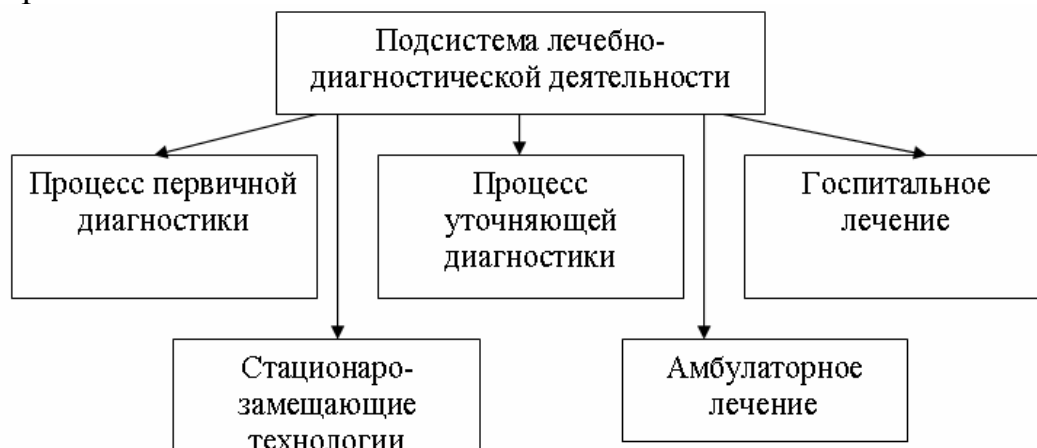 Подсистема лечебно-
диагностической деятельности
Процесс первичной
диагностики
Процесс
уточняющей
диагностики
Госпитальное
лечение
Стационаро-
замещающие
технологии
Амбулаторное
лечение